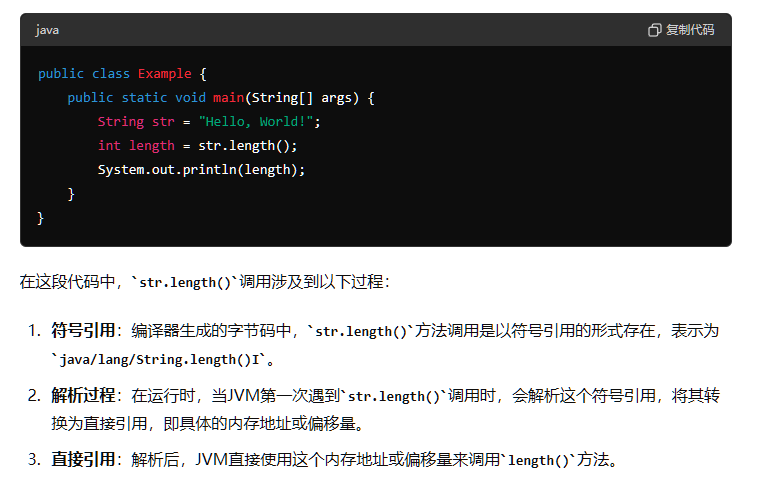 java 复制代码
public class Example {
    public static void main(String[] args) {
        String str = "Hello, World!";
        int length = str.length();
        System.out.println(length);
    }
}
在这段代码中，`str.length()`调用涉及到以下过程：
1. 符号引用：编译器生成的字节码中，`str.length()`方法调用是以符号引用的形式存在，表示为
`java/lang/String.length()I`。
2. 解析过程：在运行时，当JVM第一次遇到`str.length()`调用时，会解析这个符号引用，将其转
换为直接引用，即具体的内存地址或偏移量。
3. 直接引用：解析后，JVM直接使用这个内存地址或偏移量来调用`length()`方法。